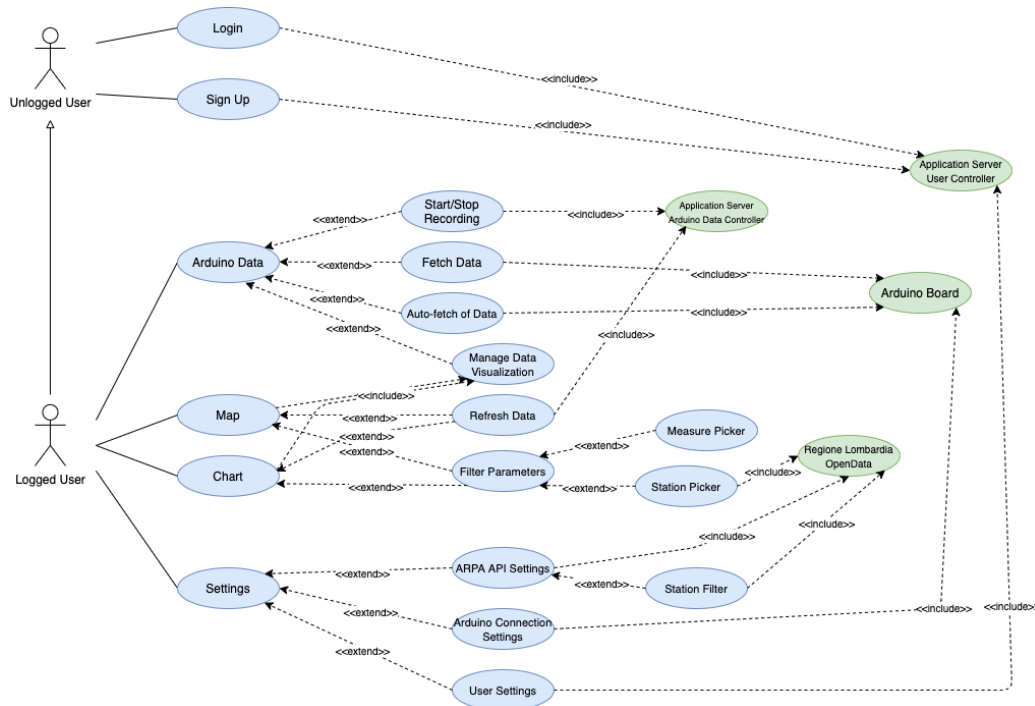 Login
<<include>>
Unlogged User
Sign Up
<<include>>
Application Server
User Controller
Start/Stop
Recording
<<extend>>
<<include>>
Application Server
Arduino Data Controller
Arduino Data
<<extend>>
Fetch Data
<<include>>
Arduino Board
<<extend>>
Auto-fetch of Data
<<include>>
<<extend>>
<<include>>
Manage Data
Visualization
<<include>>
Map
<<extend>>
Refresh Data
<<extend>>
Measure Picker
<<extend>>
<<extend>>
Regione Lombardia
OpenData
Logged User
Chart
Filter Parameters
<<include>>
<<extend>>
<<extend>>
Station Picker
<<include>>
<<include>>
ARPA API Settings
<<extend>>
<<extend>>
Settings
Station Filter
<<extend>>
Arduino Connection
Settings
<<include>>
<<include>>
<<extend>>
User Settings